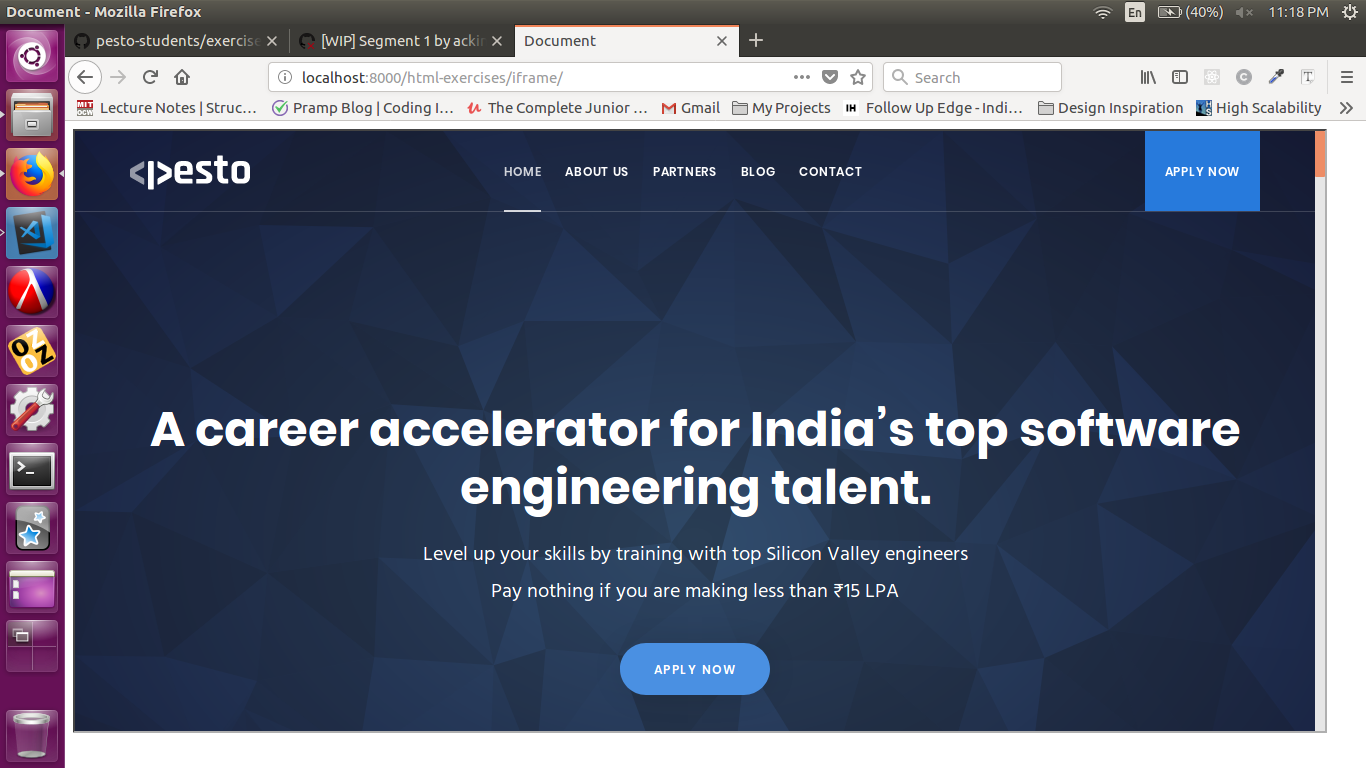 Document - Mozilla Firefox
En
(40%)
11:18 PM
pesto-students/exercise
[WIP] Segment 1 by ackir
Document
localhost:8000/html-exercises/iframe/
Search
MIT
OCW
Lecture Notes | Struc...
Pramp Blog | Coding I...
The Complete Junior ...
Gmail
My Projects
IH
Follow Up Edge - Indi...
Design Inspiration
High Scalability
<pesto
HOME
ABOUT US
PARTNERS
BLOG
CONTACT
APPLY NOW
A career accelerator for India’s top software
engineering talent.
Level up your skills by training with top Silicon Valley engineers
Pay nothing if you are making less than ₹15 LPA
APPLY NOW